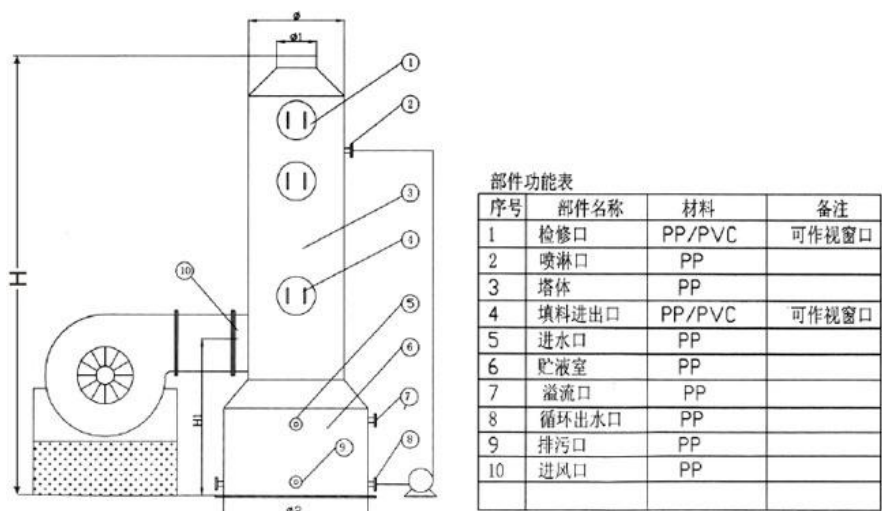 ø
ø1
1
2
3
4
10
H
5
6
7
H1
9
8
ø2
部件功能表
序号 部件名称 材料 备注
1 检修口 PP/PVC 可作视窗口
2 喷淋口 PP
3 塔体 PP
4 填料进出口 PP/PVC 可作视窗口
5 进水口 PP
6 贮液室 PP
7 溢流口 PP
8 循环出水口 PP
9 排污口 PP
10 进风口 PP